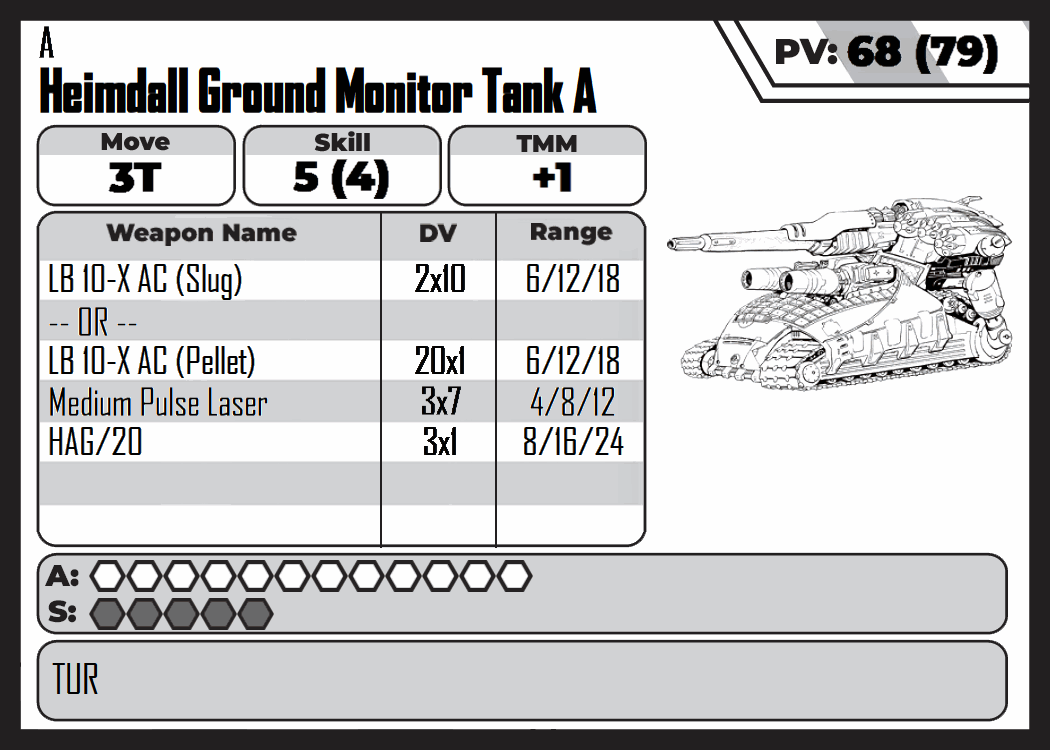 A
PV: 68 (79)
Heimdall Ground Monitor Tank A
Move Skill TMM
3T 5 (4) +1
Weapon Name DV Range
LB 10-X AC (Slug) 2x10 6/12/18
-- OR --
LB 10-X AC (Pellet) 20x1 6/12/18
Medium Pulse Laser 3x7 4/8/12
HAG/20 3x1 8/16/24
A:
S:
TUR